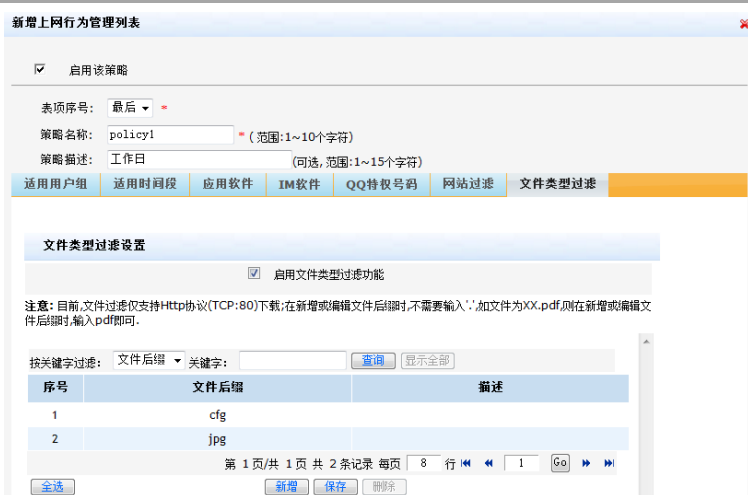 新增上网行为管理列表
启用该策略
表项序号： 最后 *
策略名称： policy1 * (范围:1~10个字符)
策略描述： 工作日 (可选,范围:1~15个字符)
适用用户组 适用时间段 应用软件 IM软件 QQ特权号码 网站过滤 文件类型过滤
文件类型过滤设置
启用文件类型过滤功能
注意：目前,文件过滤仅支持Http协议(TCP:80)下载;在新增或编辑文件后缀时,不需要输入'.',如文件为XX.pdf,则在新增或编辑文
件后缀时,输入pdf即可.
按关键字过滤： 文件后缀 关键字： 查询 显示全部
序号 文件后缀 描述
1 cfg
2 jpg
第 1 页/共 1 页 共 2 条记录 每页 8 行 1 Go
全选 新增 保存 删除